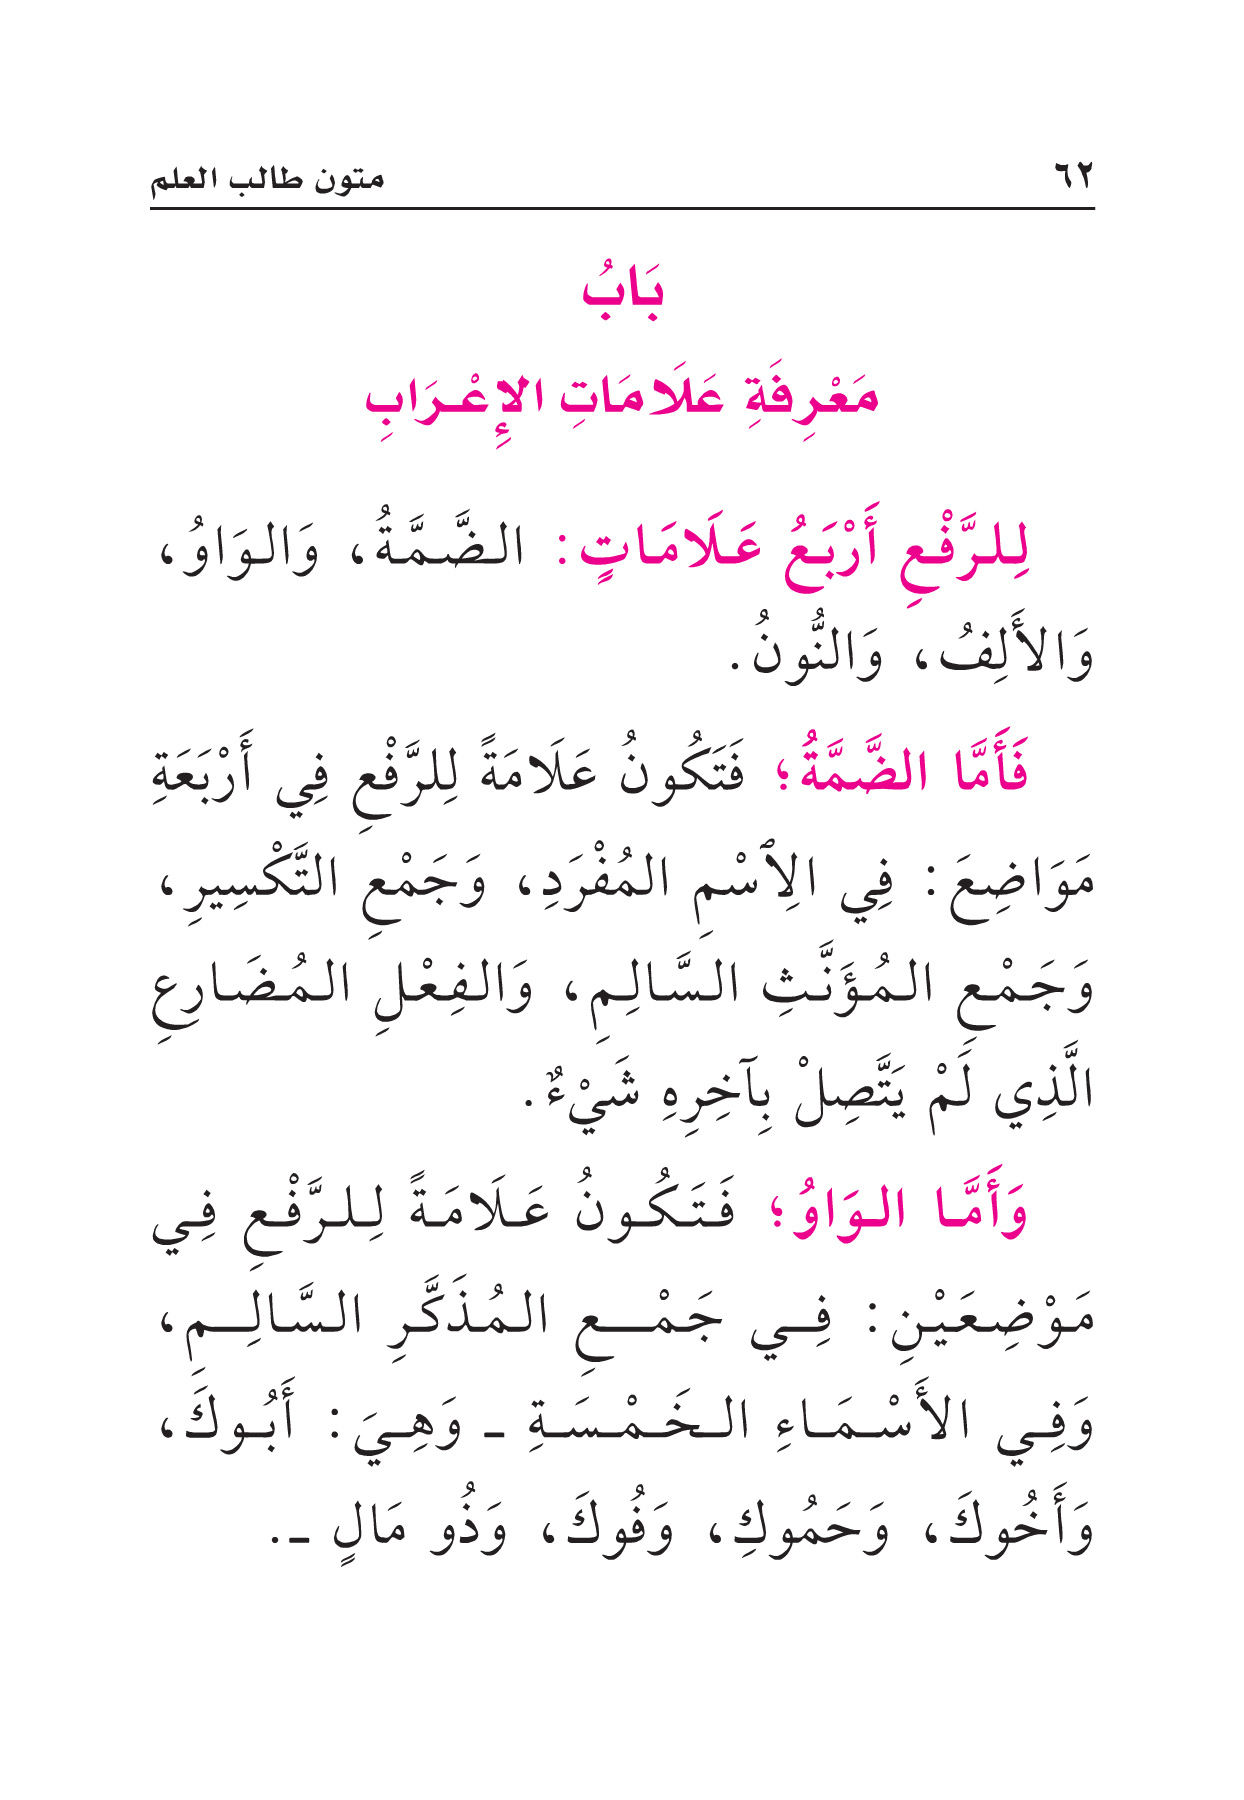 ٦٢ متون طالب العلم
بَابُ
مَعْرِفَةِ عَلَامَاتِ الإِعْرَابِ
لِلرَّفْعِ أَرْبَعُ عَلَامَاتٍ: الضَّمَّةُ، وَالوَاوُ،
وَالأَلِفُ، وَالنُّونُ.
فَأَمَّا الضَّمَّةُ؛ فَتَكُونُ عَلَامَةً لِلرَّفْعِ فِي أَرْبَعَةِ
مَوَاضِعَ: فِي الِٱسْمِ المُفْرَدِ، وَجَمْعِ التَّكْسِيرِ،
وَجَمْعِ المُؤَنَّثِ السَّالِمِ، وَالفِعْلِ المُضَارِعِ
الَّذِي لَمْ يَتَّصِلْ بِآخِرِهِ شَيْءٌ.
وَأَمَّا الوَاوُ؛ فَتَكُونُ عَلَامَةً لِلرَّفْعِ فِي
مَوْضِعَيْنِ: فِي جَمْعِ المُذَكَّرِ السَّالِمِ،
وَفِي الأَسْمَاءِ الخَمْسَةِ ـ وَهِيَ: أَبُوكَ،
وَأَخُوكَ، وَحَمُوكِ، وَفُوكَ، وَذُو مَالٍ ـ.